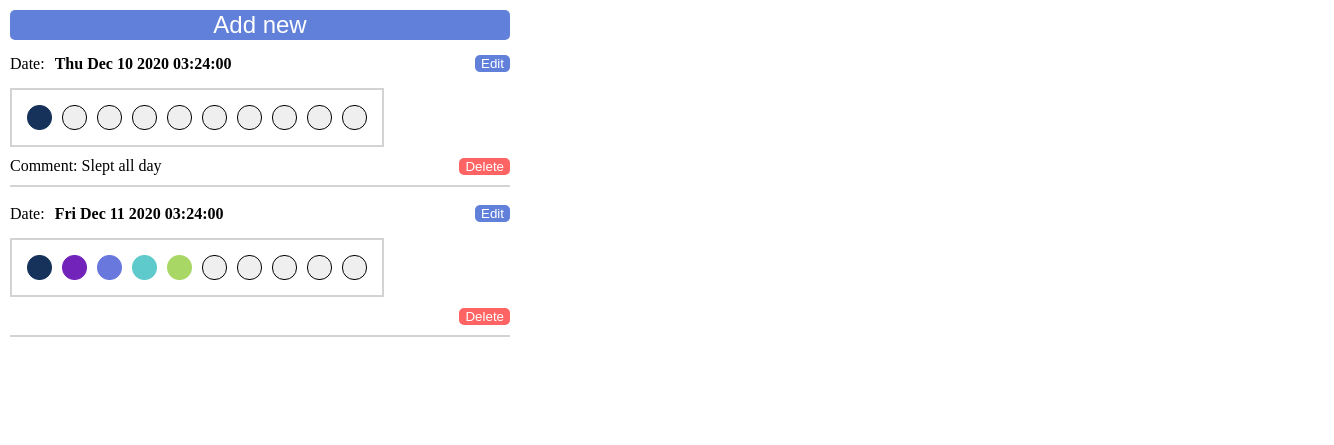 Add new
Date: Thu Dec 10 2020 03:24:00 Edit
Comment: Slept all day Delete
Date: Fri Dec 11 2020 03:24:00 Edit
Delete